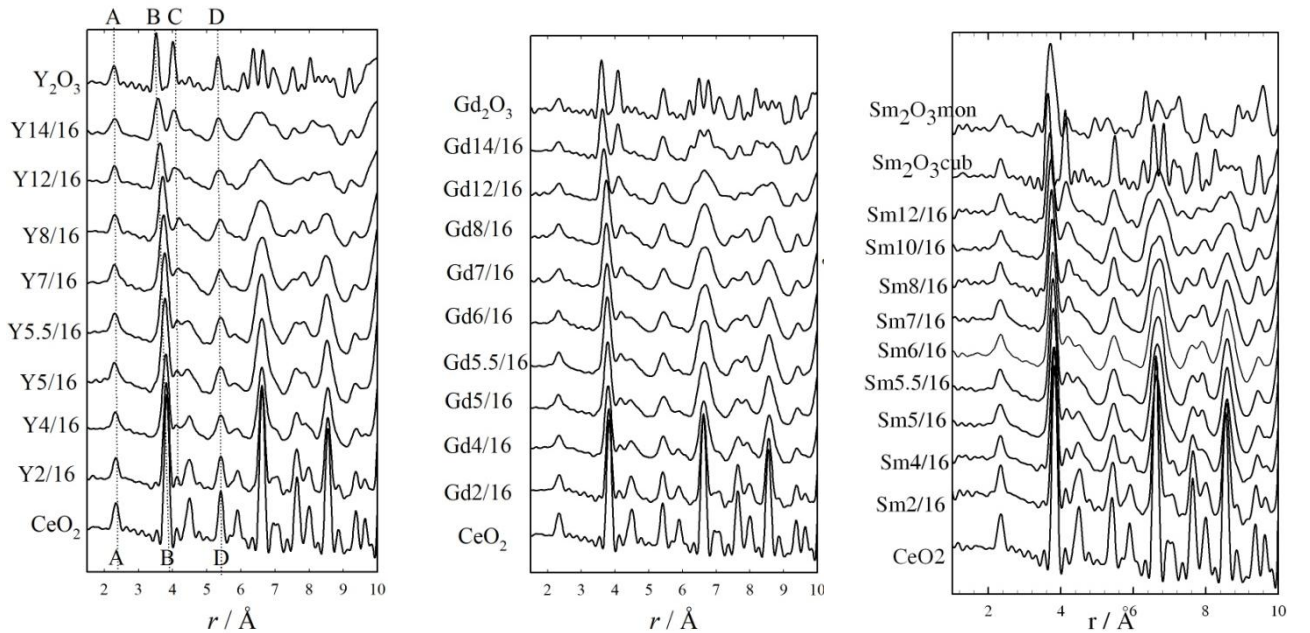 A B C D
Y2O3
Y14/16
Y12/16
Y8/16
Y7/16
Y5.5/16
Y5/16
Y4/16
Y2/16
CeO2
A B D
2 3 4 5 6 7 8 9 10
r / Å
Gd2O3
Gd14/16
Gd12/16
Gd8/16
Gd7/16
Gd6/16
Gd5.5/16
Gd5/16
Gd4/16
Gd2/16
CeO2
2 3 4 5 6 7 8 9 10
r / Å
Sm2O3mon
Sm2O3cub
Sm12/16
Sm10/16
Sm8/16
Sm7/16
Sm6/16
Sm5.5/16
Sm5/16
Sm4/16
Sm2/16
CeO2
2 4 6 8 10
r / Å